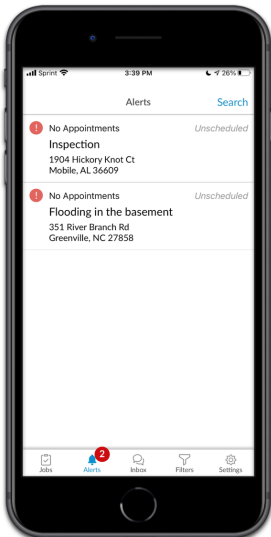 Sprint 3:39 PM 26%
Alerts Search
No Appointments Unscheduled
Inspection
1904 Hickory Knot Ct
Mobile, AL 36609
No Appointments Unscheduled
Flooding in the basement
351 River Branch Rd
Greenville, NC 27858
2
Jobs Alerts Inbox Filters Settings